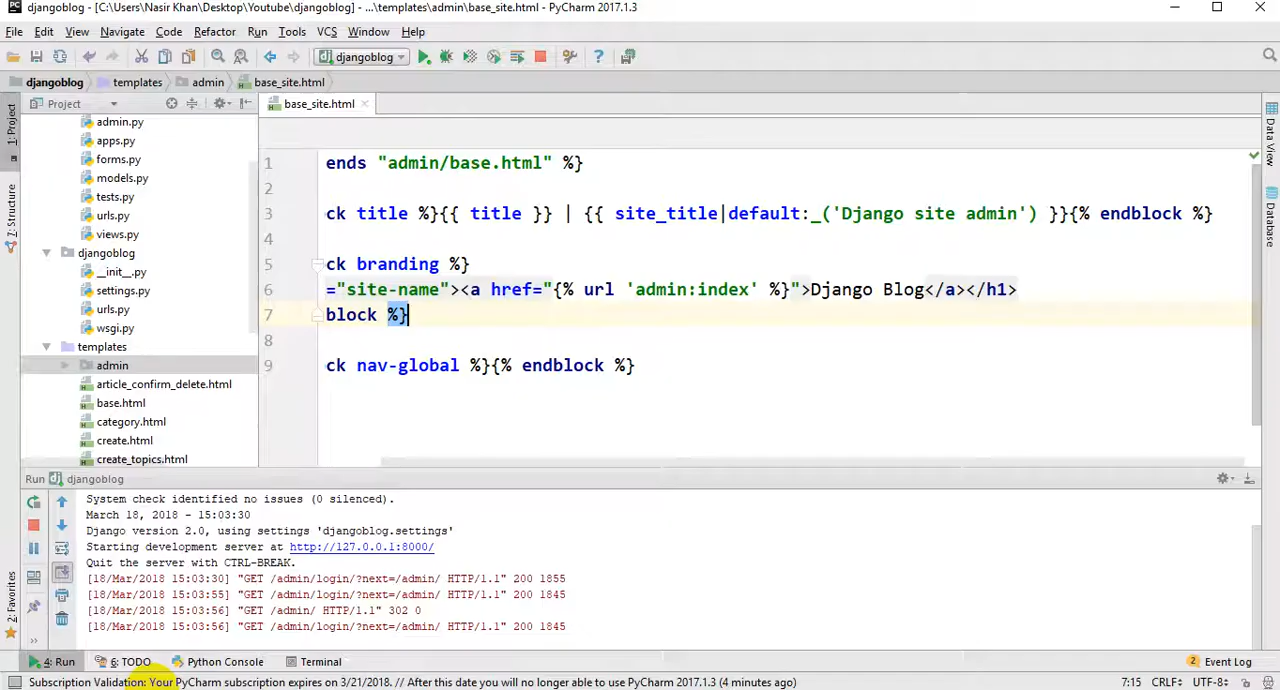 djangoblog - [C:\Users\Nasir Khan\Desktop\Youtube\djangoblog] - ...\templates\admin\base_site.html - PyCharm 2017.1.3
File Edit View Navigate Code Refactor Run Tools VCS Window Help
djangoblog
djangoblog templates admin base_site.html
Project
base_site.html
1: Project
7: Structure
2: Favorites
Data View
Database
admin.py
apps.py
forms.py
models.py
tests.py
urls.py
views.py
djangoblog
__init__.py
settings.py
urls.py
wsgi.py
templates
admin
article_confirm_delete.html
base.html
category.html
create.html
create_topics.html
1 ends "admin/base.html" %}
2
3 ck title %}{{ title }} | {{ site_title|default:_('Django site admin') }}{% endblock %}
4
5 ck branding %}
6 ="site-name"><a href="{% url 'admin:index' %}">Django Blog</a></h1>
7 block %}
8
9 ck nav-global %}{% endblock %}
Run djangoblog
System check identified no issues (0 silenced).
March 18, 2018 - 15:03:30
Django version 2.0, using settings 'djangoblog.settings'
Starting development server at http://127.0.0.1:8000/
Quit the server with CTRL-BREAK.
[18/Mar/2018 15:03:30] "GET /admin/login/?next=/admin/ HTTP/1.1" 200 1855
[18/Mar/2018 15:03:55] "GET /admin/login/?next=/admin/ HTTP/1.1" 200 1845
[18/Mar/2018 15:03:56] "GET /admin/ HTTP/1.1" 302 0
[18/Mar/2018 15:03:56] "GET /admin/login/?next=/admin/ HTTP/1.1" 200 1845
4: Run 6: TODO Python Console Terminal 2 Event Log
Subscription Validation: Your PyCharm subscription expires on 3/21/2018. // After this date you will no longer able to use PyCharm 2017.1.3 (4 minutes ago) 7:15 CRLF UTF-8